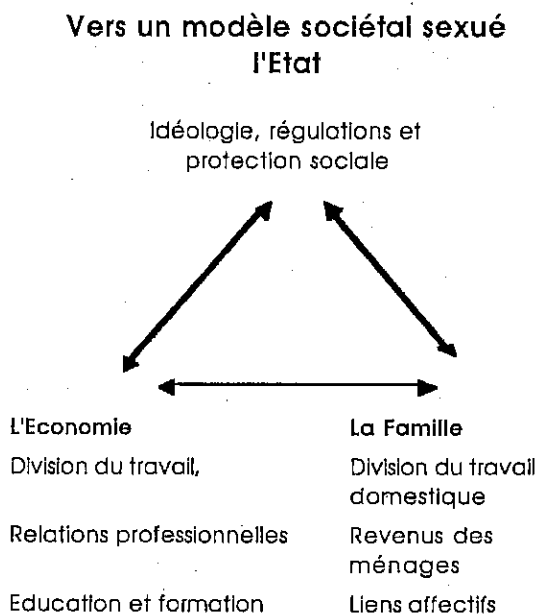 Vers un modèle sociétal sexué
l'Etat
Idéologie, régulations et
protection sociale
L'Economie
Division du travail,
Relations professionnelles
Education et formation
La Famille
Division du travail
domestique
Revenus des
ménages
Liens affectifs